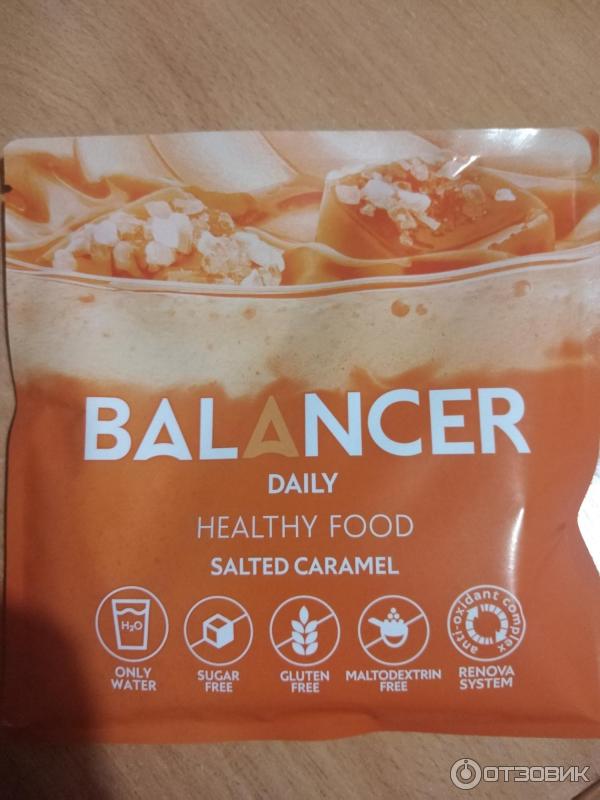 BALANCER
DAILY
HEALTHY FOOD
SALTED CARAMEL
H₂O
ONLY
WATER
SUGAR
FREE
GLUTEN
FREE
MALTODEXTRIN
FREE
anti-oxidant complex
RENOVA
SYSTEM
ОТЗОВИК